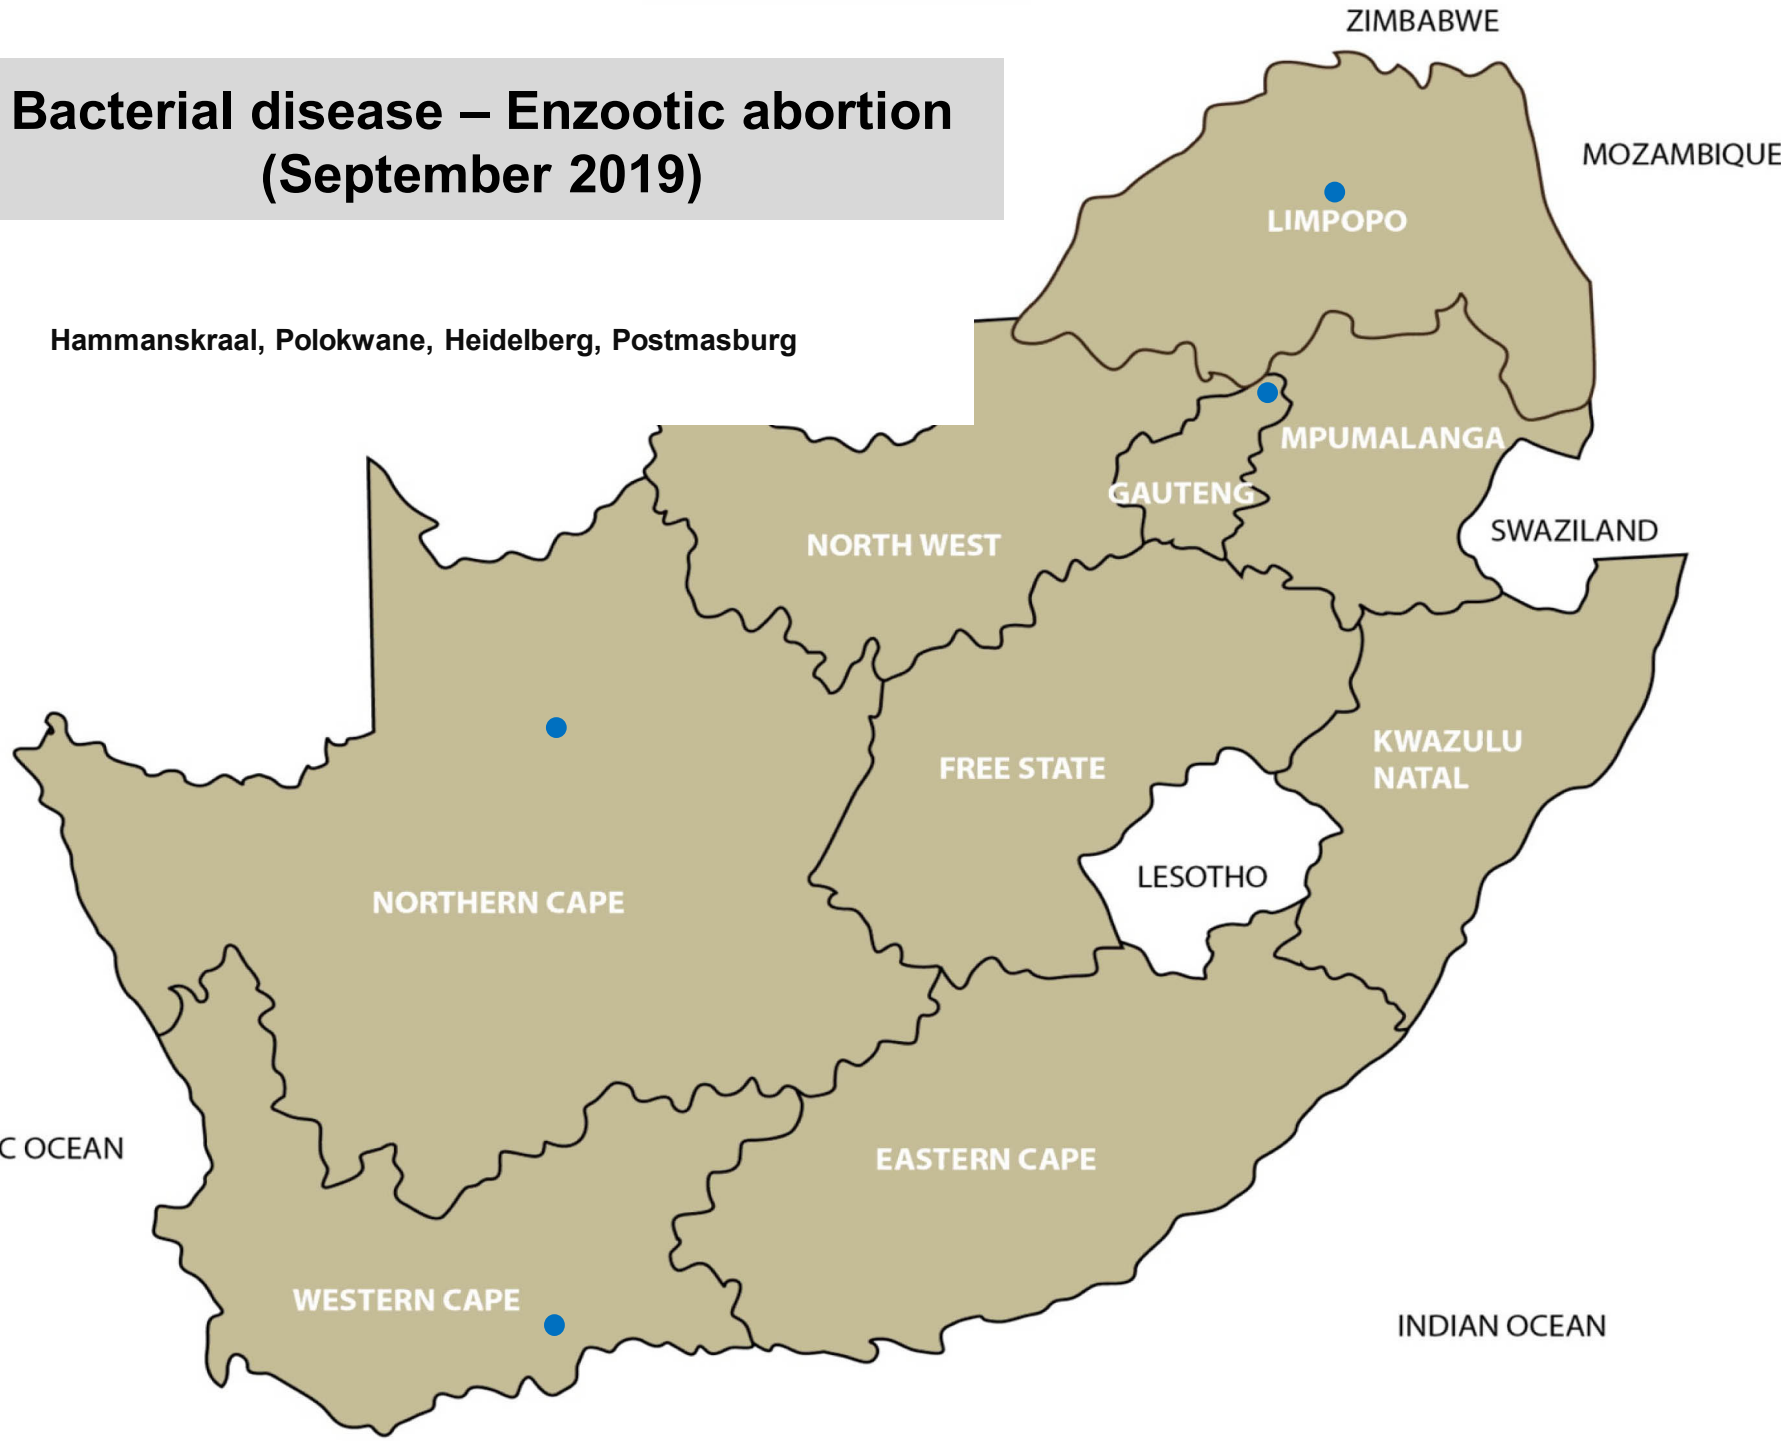 ZIMBABWE
Bacterial disease – Enzootic abortion
(September 2019)
MOZAMBIQUE
LIMPOPO
Hammanskraal, Polokwane, Heidelberg, Postmasburg
MPUMALANGA
GAUTENG
SWAZILAND
NORTH WEST
KWAZULU
NATAL
FREE STATE
LESOTHO
NORTHERN CAPE
C OCEAN
EASTERN CAPE
WESTERN CAPE
INDIAN OCEAN